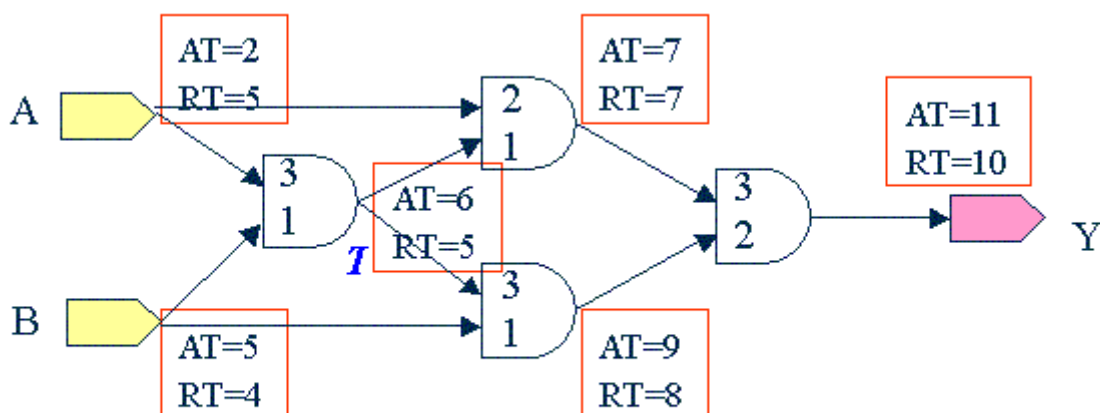 AT=2
RT=5
A
3
1
AT=7
RT=7
2
1
AT=11
RT=10
AT=6
RT=5
I
3
2
Y
3
1
B
AT=5
RT=4
AT=9
RT=8